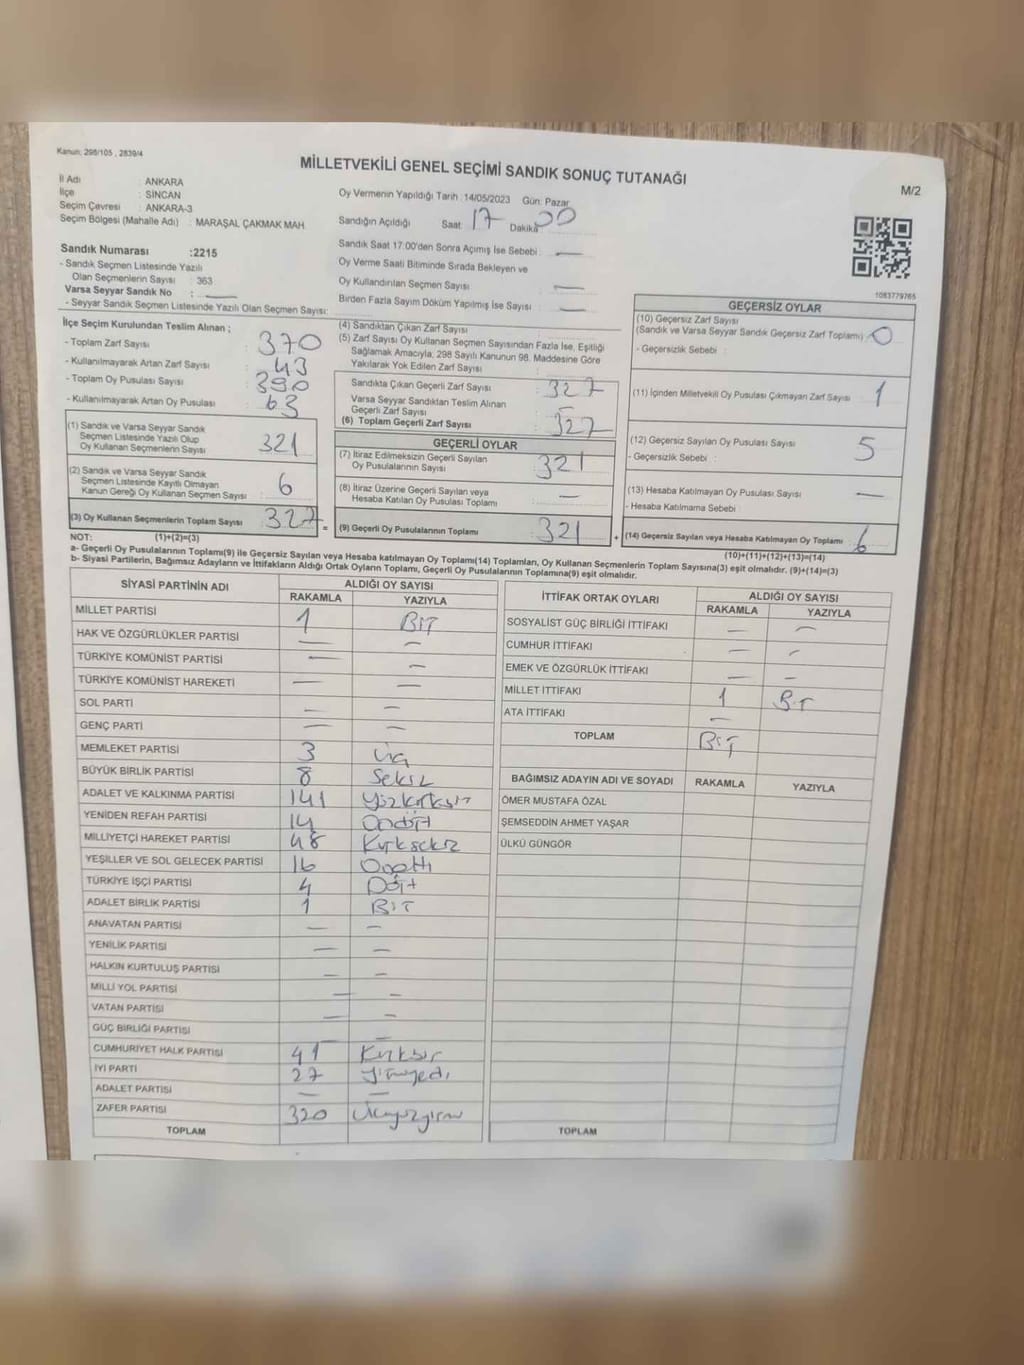 Kanun: 298/105 , 2839/4
MİLLETVEKİLİ GENEL SEÇİMİ SANDIK SONUÇ TUTANAĞI
M/2
İl Adı : ANKARA
İlçe : SİNCAN
Seçim Çevresi : ANKARA-3
Seçim Bölgesi (Mahalle Adı) : MARAŞAL ÇAKMAK MAH.
Oy Vermenin Yapıldığı Tarih :14/05/2023 Gün: Pazar
Sandığın Açıldığı Saat 17 Dakika 00
Sandık Saat 17:00'den Sonra Açımış İse Sebebi : —
Oy Verme Saati Bitiminde Sırada Bekleyen ve
Oy Kullandırılan Seçmen Sayısı : —
Birden Fazla Sayım Döküm Yapılmış İse Sayısı : —
Sandık Numarası :2215
- Sandık Seçmen Listesinde Yazılı
Olan Seçmenlerin Sayısı : 363
Varsa Seyyar Sandık No : —
- Seyyar Sandık Seçmen Listesinde Yazılı Olan Seçmen Sayısı:
1083779765
İlçe Seçim Kurulundan Teslim Alınan ;
- Toplam Zarf Sayısı : 370
- Kullanılmayarak Artan Zarf Sayısı : 43
- Toplam Oy Pusulası Sayısı : 390
- Kullanılmayarak Artan Oy Pusulası : 63
(1) Sandık ve Varsa Seyyar Sandık
Seçmen Listesinde Yazılı Olup
Oy Kullanan Seçmenlerin Sayısı : 321
(2) Sandık ve Varsa Seyyar Sandık
Seçmen Listesinde Kayıtlı Olmayan
Kanun Gereği Oy Kullanan Seçmen Sayısı : 6
(3) Oy Kullanan Seçmenlerin Toplam Sayısı : 327 =
(4) Sandıktan Çıkan Zarf Sayısı :
(5) Zarf Sayısı Oy Kullanan Seçmen Sayısından Fazla İse, Eşitliği
Sağlamak Amacıyla, 298 Sayılı Kanunun 98. Maddesine Göre
Yakılarak Yok Edilen Zarf Sayısı :
Sandıkta Çıkan Geçerli Zarf Sayısı : 327
Varsa Seyyar Sandıktan Teslim Alınan
Geçerli Zarf Sayısı : —
(6) Toplam Geçerli Zarf Sayısı : 327
GEÇERLİ OYLAR
(7) İtiraz Edilmeksizin Geçerli Sayılan
Oy Pusulalarının Sayısı : 321
(8) İtiraz Üzerine Geçerli Sayılan veya
Hesaba Katılan Oy Pusulası Toplamı : —
(9) Geçerli Oy Pusulalarının Toplamı : 321 +
GEÇERSİZ OYLAR
(10) Geçersiz Zarf Sayısı
(Sandık ve Varsa Seyyar Sandık Geçersiz Zarf Toplamı) : 0
- Geçersizlik Sebebi :
(11) İçinden Milletvekili Oy Pusulası Çıkmayan Zarf Sayısı : 1
(12) Geçersiz Sayılan Oy Pusulası Sayısı : 5
- Geçersizlik Sebebi :
(13) Hesaba Katılmayan Oy Pusulası Sayısı : —
- Hesaba Katılmama Sebebi :
(14) Geçersiz Sayılan veya Hesaba Katılmayan Oy Toplamı : 6
NOT: (1)+(2)=(3)
(10)+(11)+(12)+(13)=(14)
a- Geçerli Oy Pusulalarının Toplamı(9) ile Geçersiz Sayılan veya Hesaba katılmayan Oy Toplamı(14) Toplamları, Oy Kullanan Seçmenlerin Toplam Sayısına(3) eşit olmalıdır. (9)+(14)=(3)
b- Siyasi Partilerin, Bağımsız Adayların ve İttifakların Aldığı Ortak Oyların Toplamı, Geçerli Oy Pusulalarının Toplamına(9) eşit olmalıdır.
SİYASİ PARTİNİN ADI ALDIĞI OY SAYISI
RAKAMLA YAZIYLA
MİLLET PARTİSİ 1 BİT
HAK VE ÖZGÜRLÜKLER PARTİSİ — —
TÜRKİYE KOMÜNİST PARTİSİ — —
TÜRKİYE KOMÜNİST HAREKETİ — —
SOL PARTİ — —
GENÇ PARTİ — —
MEMLEKET PARTİSİ 3 Üç
BÜYÜK BİRLİK PARTİSİ 8 Sekiz
ADALET VE KALKINMA PARTİSİ 141 Yüzkırkbir
YENİDEN REFAH PARTİSİ 14 Ondört
MİLLİYETÇİ HAREKET PARTİSİ 48 Kırksekiz
YEŞİLLER VE SOL GELECEK PARTİSİ 16 Onaltı
TÜRKİYE İŞÇİ PARTİSİ 4 Dört
ADALET BİRLİK PARTİSİ 1 Bir
ANAVATAN PARTİSİ — —
YENİLİK PARTİSİ — —
HALKIN KURTULUŞ PARTİSİ — —
MİLLİ YOL PARTİSİ — —
VATAN PARTİSİ — —
GÜÇ BİRLİĞİ PARTİSİ — —
CUMHURİYET HALK PARTİSİ 41 Kırkbir
İYİ PARTİ 27 Yirmiyedi
ADALET PARTİSİ — —
ZAFER PARTİSİ 320 Üçyüzyirmi
TOPLAM
İTTİFAK ORTAK OYLARI ALDIĞI OY SAYISI
RAKAMLA YAZIYLA
SOSYALİST GÜÇ BİRLİĞİ İTTİFAKI — —
CUMHUR İTTİFAKI — —
EMEK VE ÖZGÜRLÜK İTTİFAKI — —
MİLLET İTTİFAKI 1 Bir
ATA İTTİFAKI —
TOPLAM Bir
BAĞIMSIZ ADAYIN ADI VE SOYADI RAKAMLA YAZIYLA
ÖMER MUSTAFA ÖZAL
ŞEMSEDDİN AHMET YAŞAR
ÜLKÜ GÜNGÖR
TOPLAM